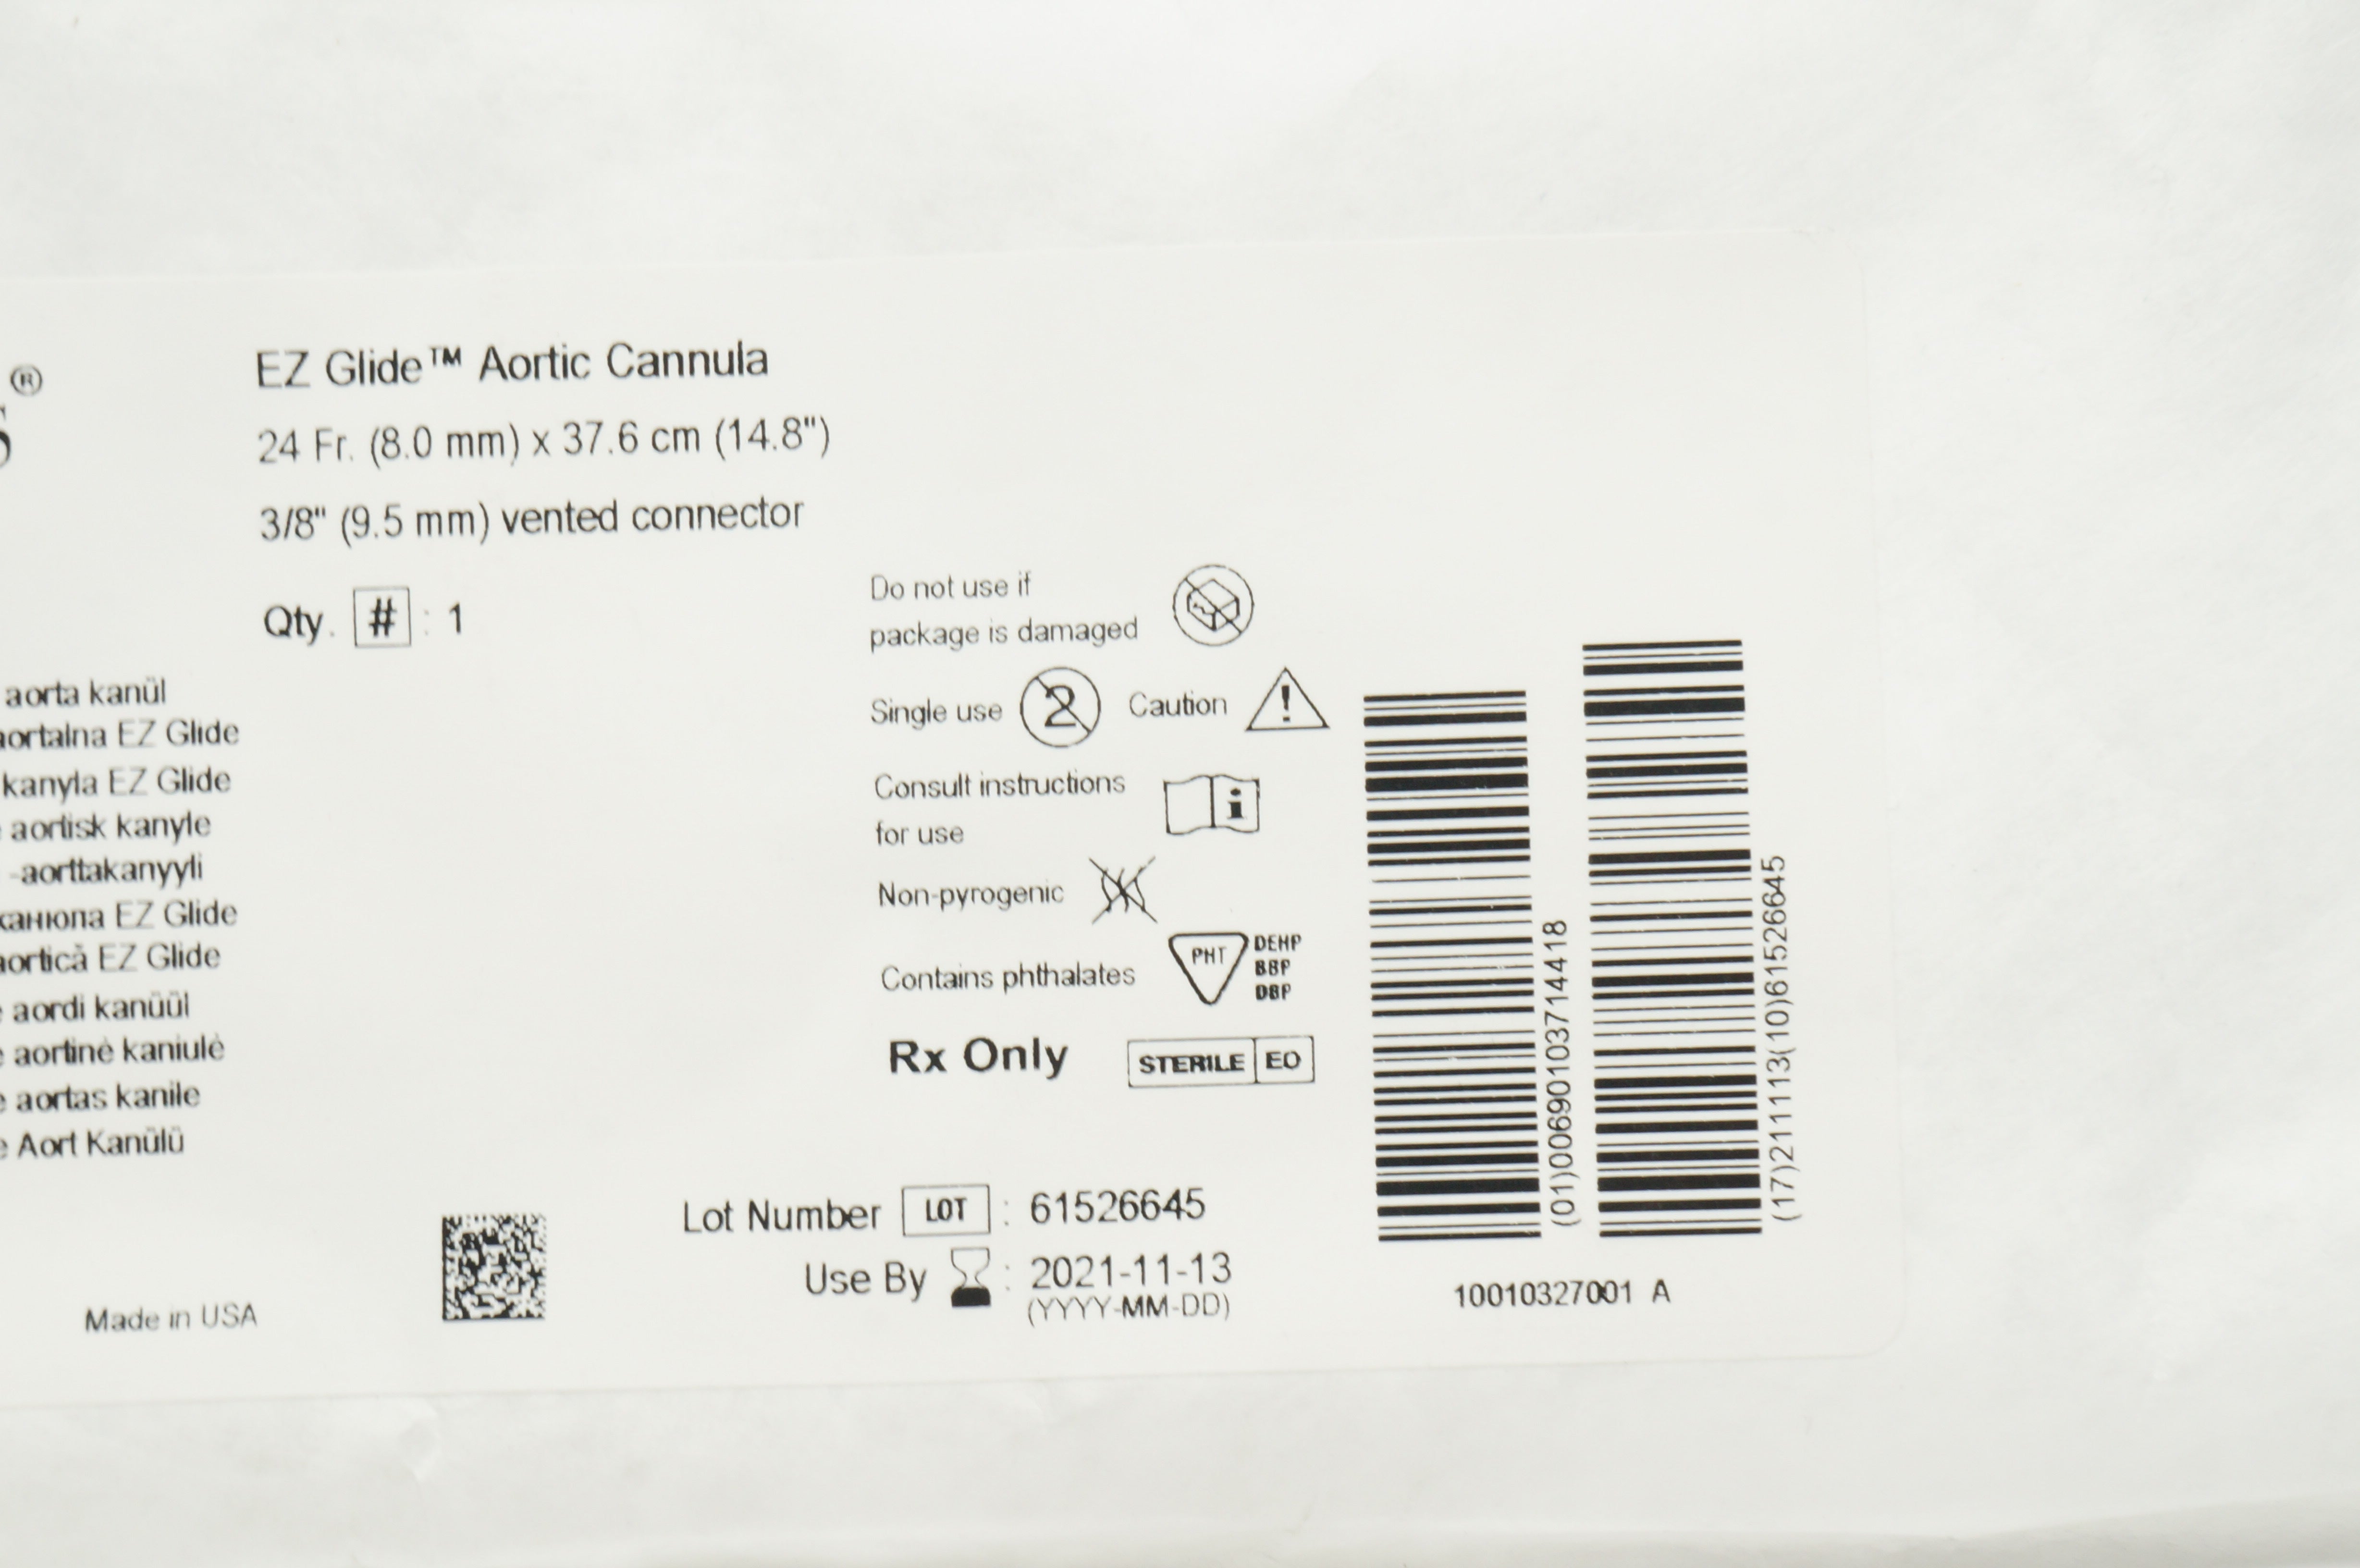 ®
S
EZ Glide™ Aortic Cannula
24 Fr. (8.0 mm) x 37.6 cm (14.8")
3/8" (9.5 mm) vented connector
Qty. # : 1
aorta kanül
aortalna EZ Glide
kanyla EZ Glide
aortisk kanyle
-aorttakanyyli
канюла EZ Glide
aortică EZ Glide
aordi kanüül
aortinė kaniulė
aortas kanile
Aort Kanülü
Made in USA
Do not use if
package is damaged
Single use 2 Caution !
Consult instructions i
for use
Non-pyrogenic
Contains phthalates PHT DEHP
BBP
DBP
Rx Only STERILE EO
Lot Number LOT : 61526645
Use By : 2021-11-13
(YYYY-MM-DD)
(01)00690103714418
(17)211113(10)61526645
10010327001 A